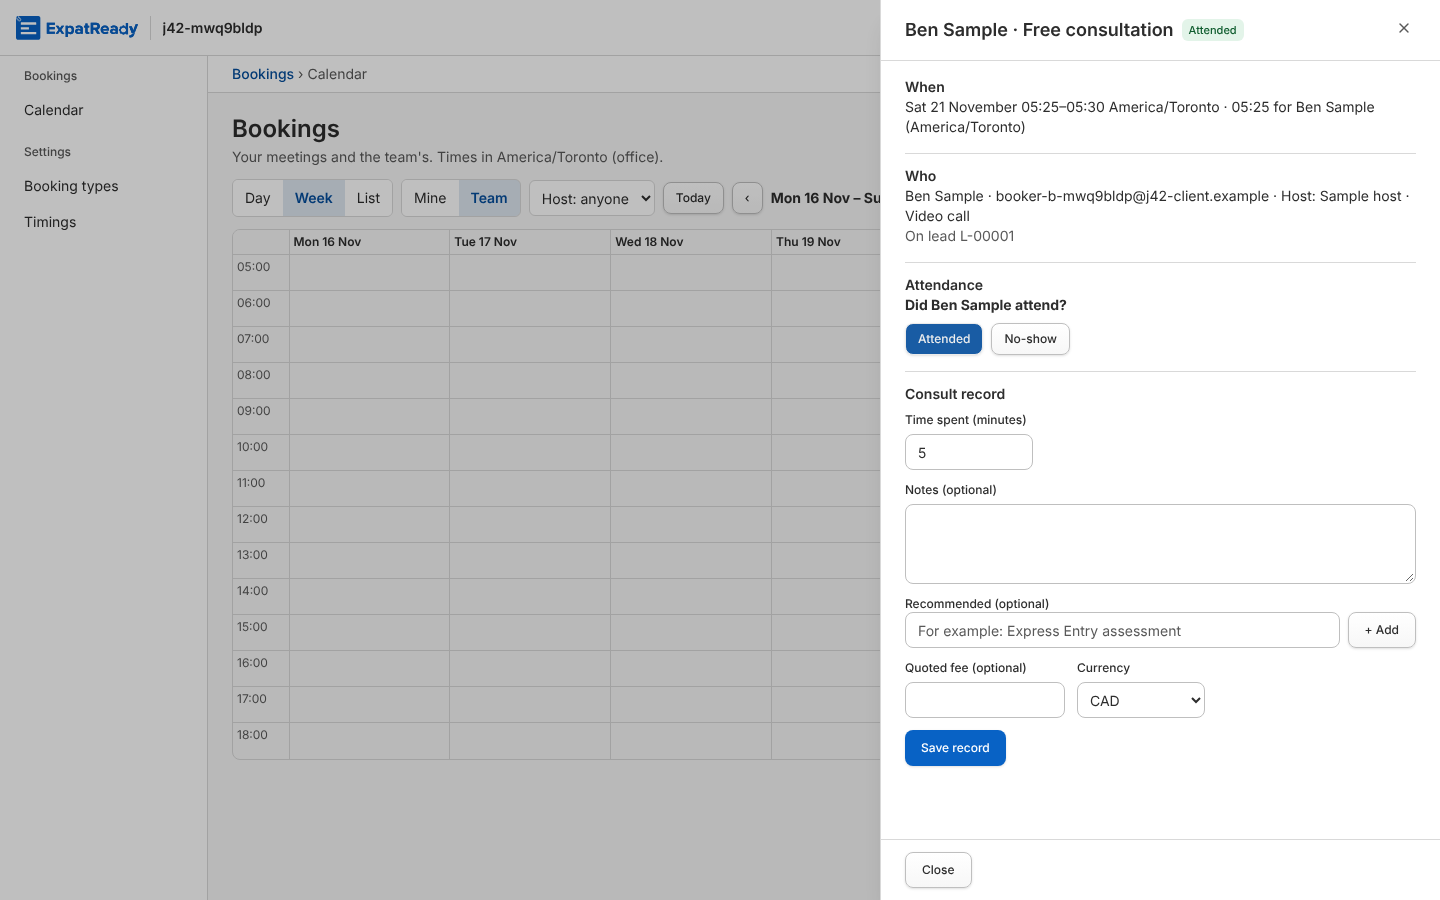 ExpatReady
j42-mwq9bldp
Bookings
Calendar
Settings
Booking types
Timings
Bookings › Calendar
Bookings
Your meetings and the team's. Times in America/Toronto (office).
Day
Week
List
Mine
Team
Host: anyone
Today
‹
Mon 16 Nov – Su
Mon 16 Nov
Tue 17 Nov
Wed 18 Nov
Thu 19 Nov
05:00
06:00
07:00
08:00
09:00
10:00
11:00
12:00
13:00
14:00
15:00
16:00
17:00
18:00
Ben Sample · Free consultation
Attended
×
When
Sat 21 November 05:25–05:30 America/Toronto · 05:25 for Ben Sample
(America/Toronto)
Who
Ben Sample · booker-b-mwq9bldp@j42-client.example · Host: Sample host ·
Video call
On lead L-00001
Attendance
Did Ben Sample attend?
Attended
No-show
Consult record
Time spent (minutes)
5
Notes (optional)
Recommended (optional)
For example: Express Entry assessment
+ Add
Quoted fee (optional)
Currency
CAD
Save record
Close